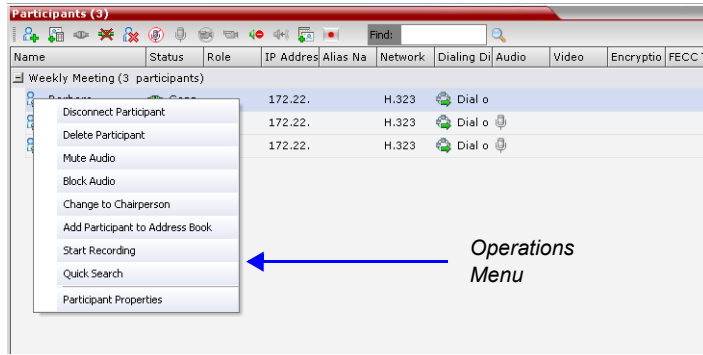 Participants (3)
Find:
Name Status Role IP Addres Alias Na Network Dialing Di Audio Video Encryptio FECC
Weekly Meeting (3 participants)
172.22. H.323 Dial o
Disconnect Participant
172.22. H.323 Dial o
Delete Participant
172.22. H.323 Dial o
Mute Audio
Block Audio
Change to Chairperson
Add Participant to Address Book
Start Recording
Quick Search
Participant Properties
Operations
Menu